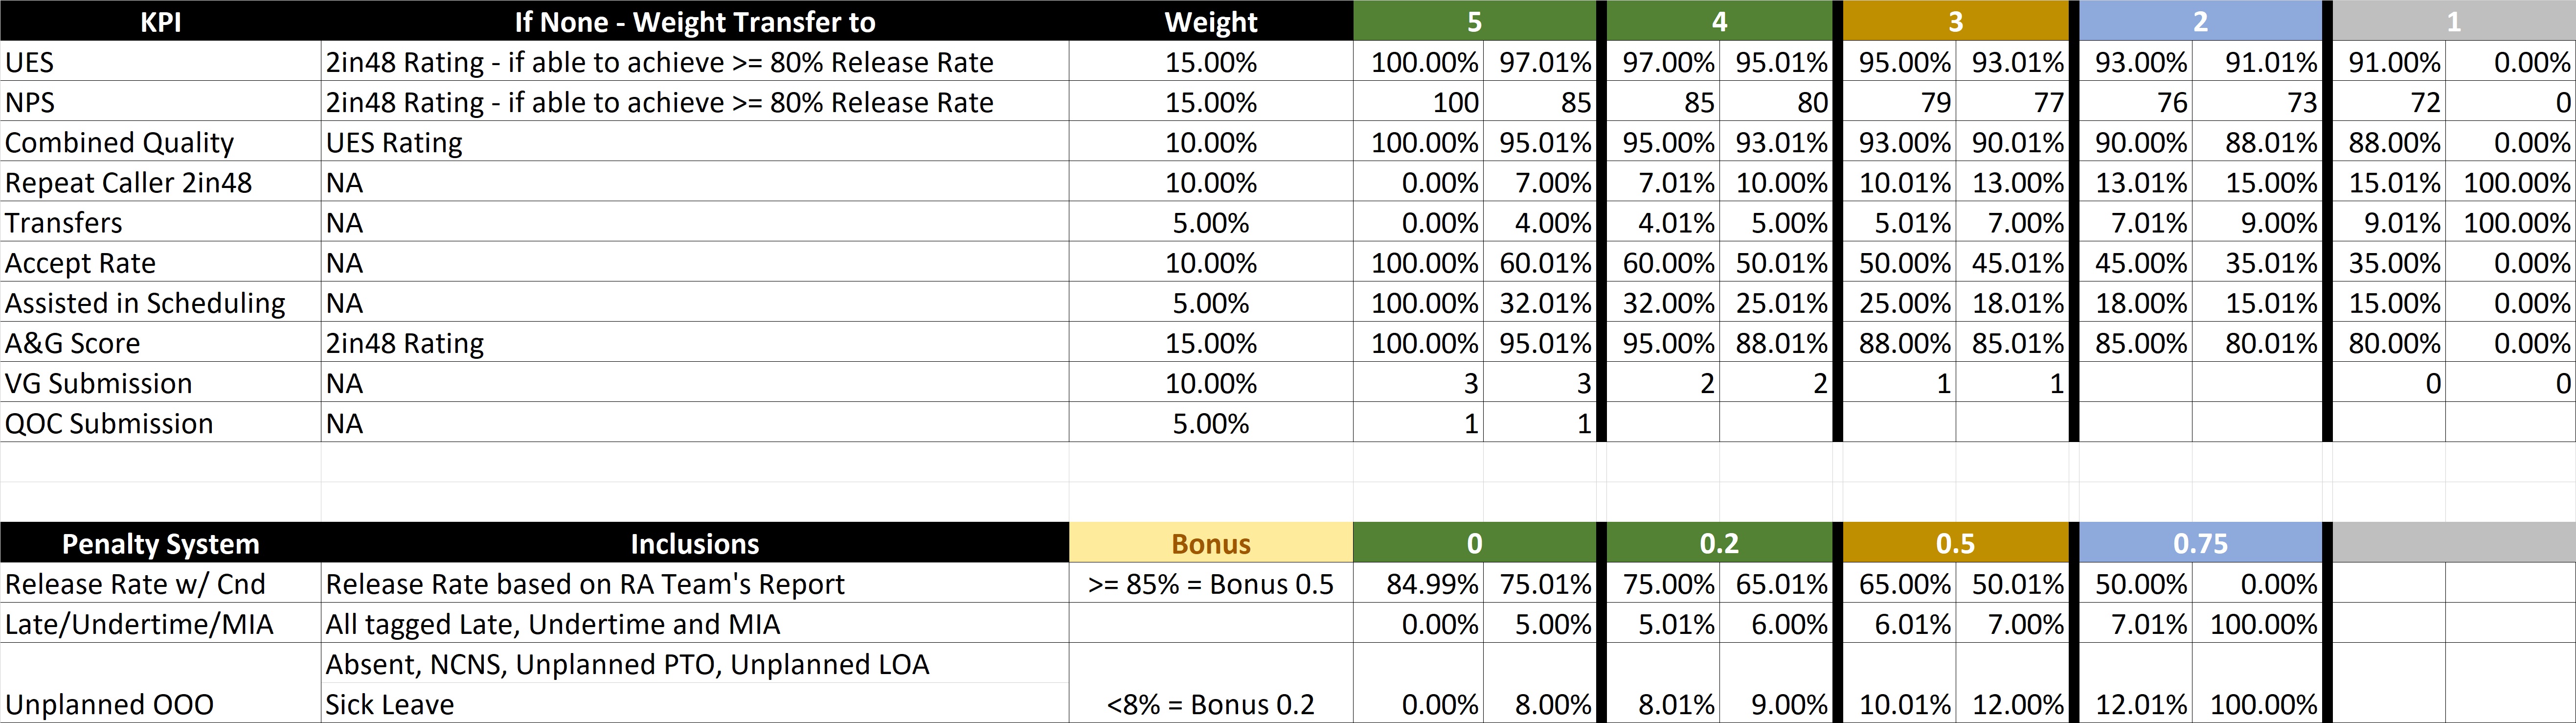 KPI If None - Weight Transfer to Weight 5 4 3 2 1
UES 2in48 Rating - if able to achieve >= 80% Release Rate 15.00% 100.00% 97.01% 97.00% 95.01% 95.00% 93.01% 93.00% 91.01% 91.00% 0.00%
NPS 2in48 Rating - if able to achieve >= 80% Release Rate 15.00% 100 85 85 80 79 77 76 73 72 0
Combined Quality UES Rating 10.00% 100.00% 95.01% 95.00% 93.01% 93.00% 90.01% 90.00% 88.01% 88.00% 0.00%
Repeat Caller 2in48 NA 10.00% 0.00% 7.00% 7.01% 10.00% 10.01% 13.00% 13.01% 15.00% 15.01% 100.00%
Transfers NA 5.00% 0.00% 4.00% 4.01% 5.00% 5.01% 7.00% 7.01% 9.00% 9.01% 100.00%
Accept Rate NA 10.00% 100.00% 60.01% 60.00% 50.01% 50.00% 45.01% 45.00% 35.01% 35.00% 0.00%
Assisted in Scheduling NA 5.00% 100.00% 32.01% 32.00% 25.01% 25.00% 18.01% 18.00% 15.01% 15.00% 0.00%
A&G Score 2in48 Rating 15.00% 100.00% 95.01% 95.00% 88.01% 88.00% 85.01% 85.00% 80.01% 80.00% 0.00%
VG Submission NA 10.00% 3 3 2 2 1 1 0 0
QOC Submission NA 5.00% 1 1
Penalty System Inclusions Bonus 0 0.2 0.5 0.75
Release Rate w/ Cnd Release Rate based on RA Team's Report >= 85% = Bonus 0.5 84.99% 75.01% 75.00% 65.01% 65.00% 50.01% 50.00% 0.00%
Late/Undertime/MIA All tagged Late, Undertime and MIA 0.00% 5.00% 5.01% 6.00% 6.01% 7.00% 7.01% 100.00%
Absent, NCNS, Unplanned PTO, Unplanned LOA
Unplanned OOO Sick Leave <8% = Bonus 0.2 0.00% 8.00% 8.01% 9.00% 10.01% 12.00% 12.01% 100.00%